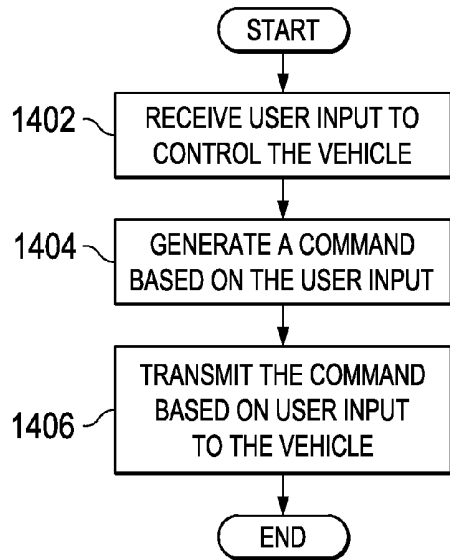 START
1402
RECEIVE USER INPUT TO
CONTROL THE VEHICLE
1404
GENERATE A COMMAND
BASED ON THE USER INPUT
1406
TRANSMIT THE COMMAND
BASED ON USER INPUT
TO THE VEHICLE
END